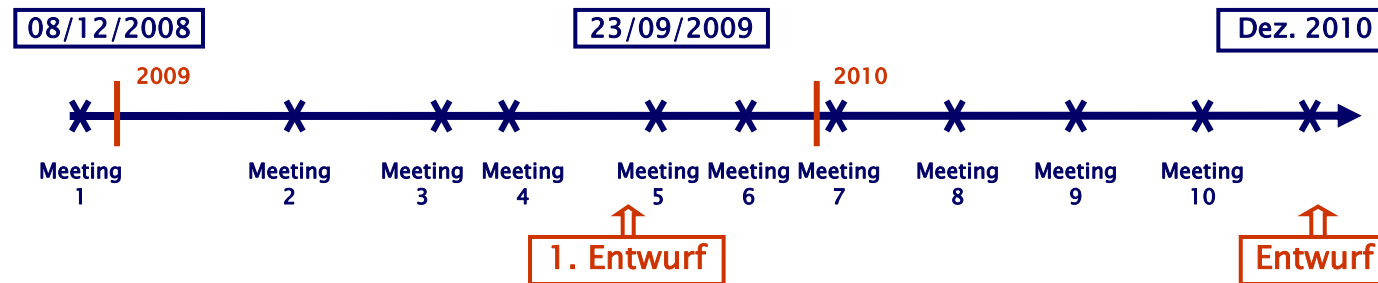 08/12/2008
23/09/2009
Dez. 2010
2009
2010
Meeting
1
Meeting
2
Meeting
3
Meeting
4
Meeting
5
Meeting
6
Meeting
7
Meeting
8
Meeting
9
Meeting
10
1. Entwurf
Entwurf